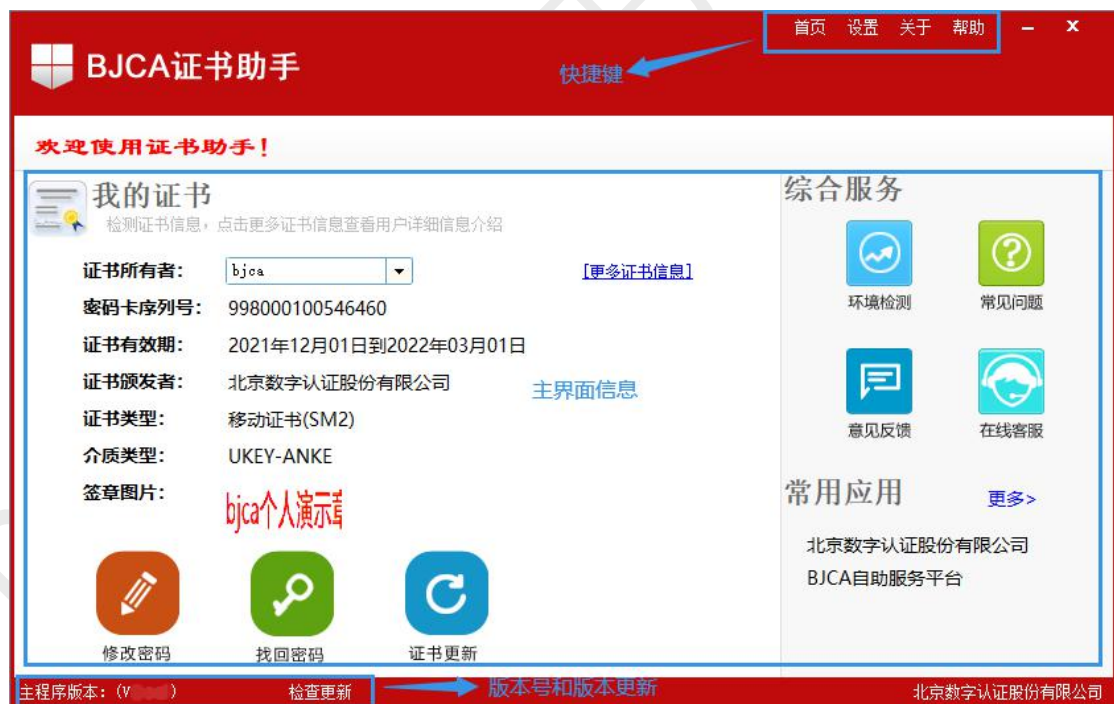 首页 设置 关于 帮助
BJCA证书助手
快捷键
欢迎使用证书助手!
我的证书
检测证书信息，点击更多证书信息查看用户详细信息介绍
证书所有者： bjca [更多证书信息]
密码卡序列号： 998000100546460
证书有效期： 2021年12月01日到2022年03月01日
证书颁发者： 北京数字认证股份有限公司
主界面信息
证书类型： 移动证书(SM2)
介质类型： UKEY-ANKE
签章图片： bjca个人演示章
修改密码 找回密码 证书更新
综合服务
环境检测 常见问题
意见反馈 在线客服
常用应用 更多>
北京数字认证股份有限公司
BJCA自助服务平台
主程序版本：(V ) 检查更新
版本号和版本更新
北京数字认证股份有限公司